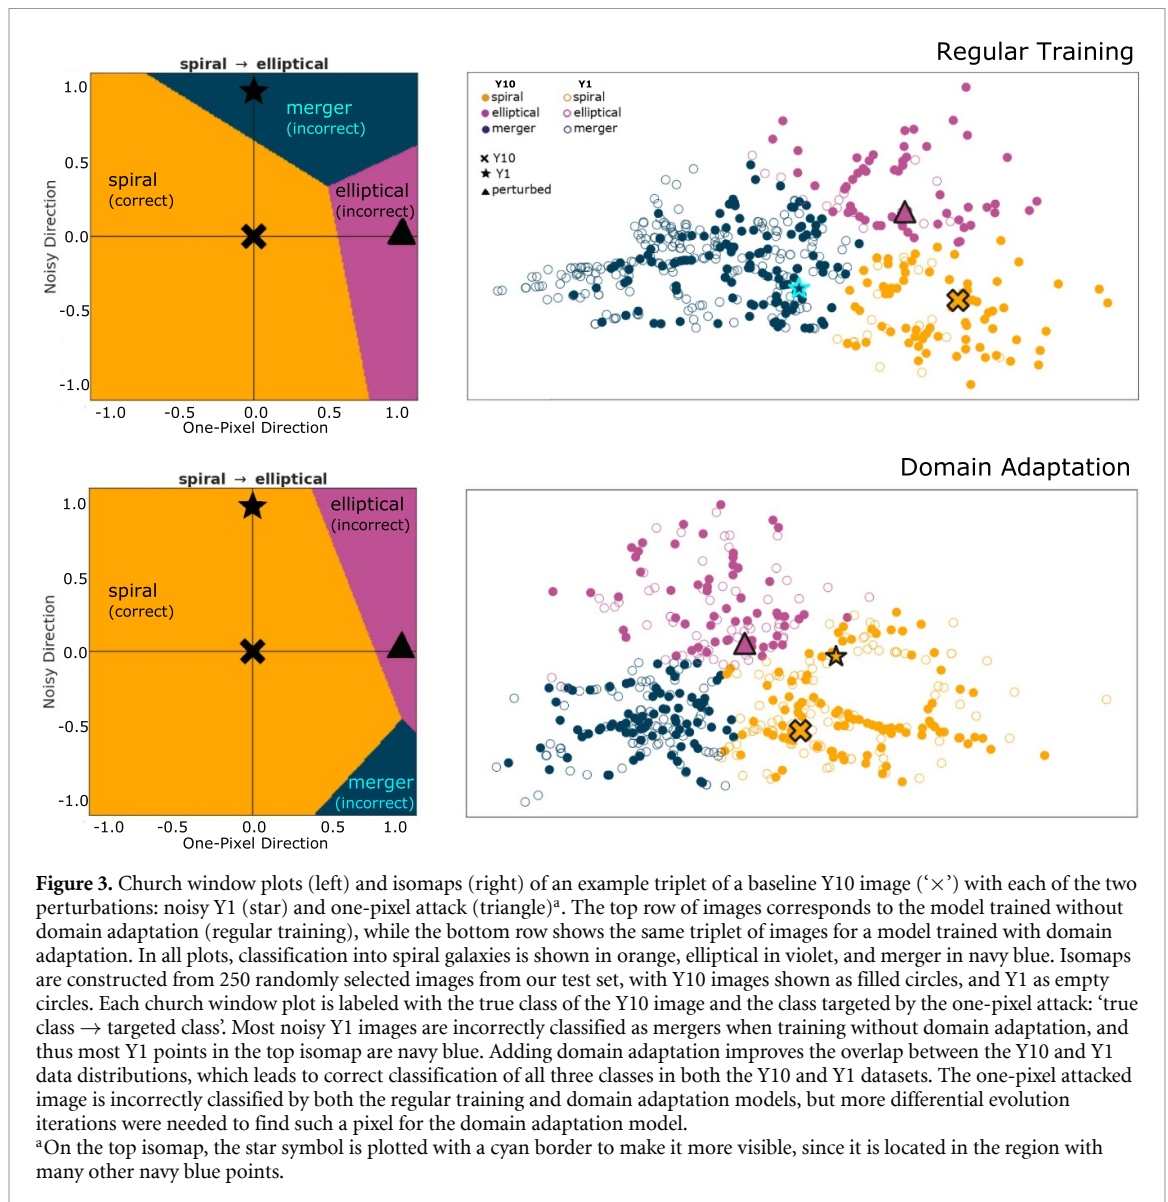 Regular Training
spiral → elliptical
1.0
0.5
0.0
-0.5
-1.0
Noisy Direction
merger
(incorrect)
spiral
(correct)
elliptical
(incorrect)
-1.0 -0.5 0.0 0.5 1.0
One-Pixel Direction
Y10 Y1
spiral spiral
elliptical elliptical
merger merger
Y10
Y1
perturbed
Domain Adaptation
spiral → elliptical
1.0
0.5
0.0
-0.5
-1.0
Noisy Direction
elliptical
(incorrect)
spiral
(correct)
merger
(incorrect)
-1.0 -0.5 0.0 0.5 1.0
One-Pixel Direction
Figure 3. Church window plots (left) and isomaps (right) of an example triplet of a baseline Y10 image (‘×’) with each of the two
perturbations: noisy Y1 (star) and one-pixel attack (triangle)ᵃ. The top row of images corresponds to the model trained without
domain adaptation (regular training), while the bottom row shows the same triplet of images for a model trained with domain
adaptation. In all plots, classification into spiral galaxies is shown in orange, elliptical in violet, and merger in navy blue. Isomaps
are constructed from 250 randomly selected images from our test set, with Y10 images shown as filled circles, and Y1 as empty
circles. Each church window plot is labeled with the true class of the Y10 image and the class targeted by the one-pixel attack: ‘true
class → targeted class’. Most noisy Y1 images are incorrectly classified as mergers when training without domain adaptation, and
thus most Y1 points in the top isomap are navy blue. Adding domain adaptation improves the overlap between the Y10 and Y1
data distributions, which leads to correct classification of all three classes in both the Y10 and Y1 datasets. The one-pixel attacked
image is incorrectly classified by both the regular training and domain adaptation models, but more differential evolution
iterations were needed to find such a pixel for the domain adaptation model.
ᵃOn the top isomap, the star symbol is plotted with a cyan border to make it more visible, since it is located in the region with
many other navy blue points.